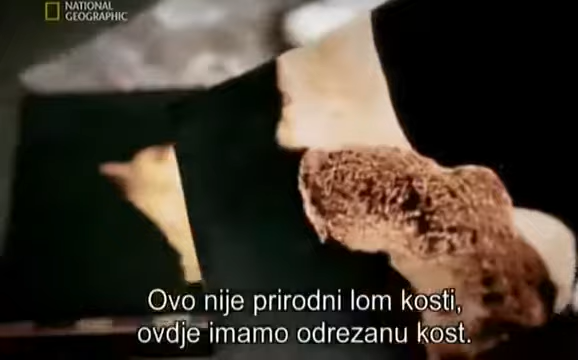 NATIONAL
GEOGRAPHIC
Ovo nije prirodni lom kosti,
ovdje imamo odrezanu kost.